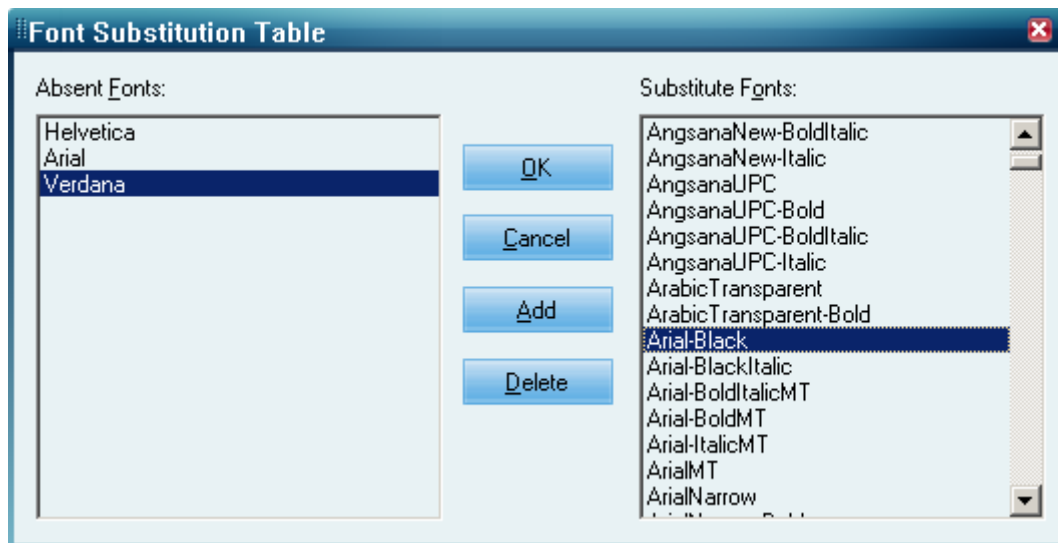 Font Substitution Table
Absent Fonts:
Helvetica
Arial
Verdana
OK
Cancel
Add
Delete
Substitute Fonts:
AngsanaNew-BoldItalic
AngsanaNew-Italic
AngsanaUPC
AngsanaUPC-Bold
AngsanaUPC-BoldItalic
AngsanaUPC-Italic
ArabicTransparent
ArabicTransparent-Bold
Arial-Black
Arial-BlackItalic
Arial-BoldItalicMT
Arial-BoldMT
Arial-ItalicMT
ArialMT
ArialNarrow